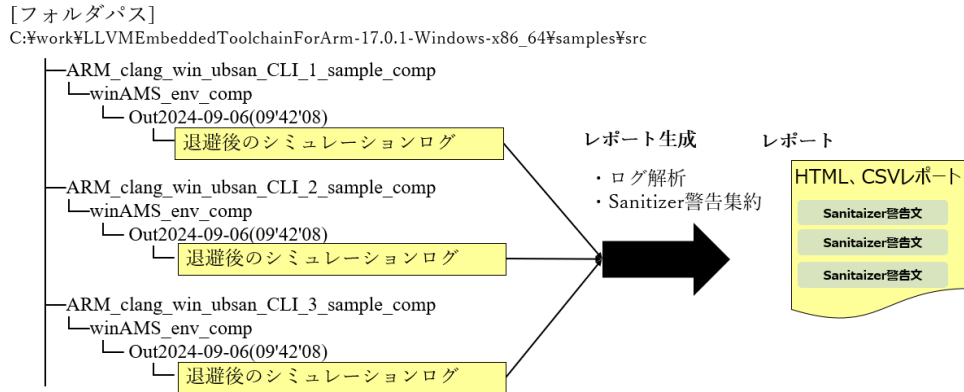 [フォルダパス]
C:¥work¥LLVMEmbeddedToolchainForArm-17.0.1-Windows-x86_64¥samples¥src
ARM_clang_win_ubsan_CLI_1_sample_comp
winAMS_env_comp
Out2024-09-06(09'42'08)
退避後のシミュレーションログ
ARM_clang_win_ubsan_CLI_2_sample_comp
winAMS_env_comp
Out2024-09-06(09'42'08)
退避後のシミュレーションログ
ARM_clang_win_ubsan_CLI_3_sample_comp
winAMS_env_comp
Out2024-09-06(09'42'08)
退避後のシミュレーションログ
レポート生成
・ログ解析
・Sanitizer警告集約
レポート
HTML、CSVレポート
Sanitaizer警告文
Sanitaizer警告文
Sanitaizer警告文